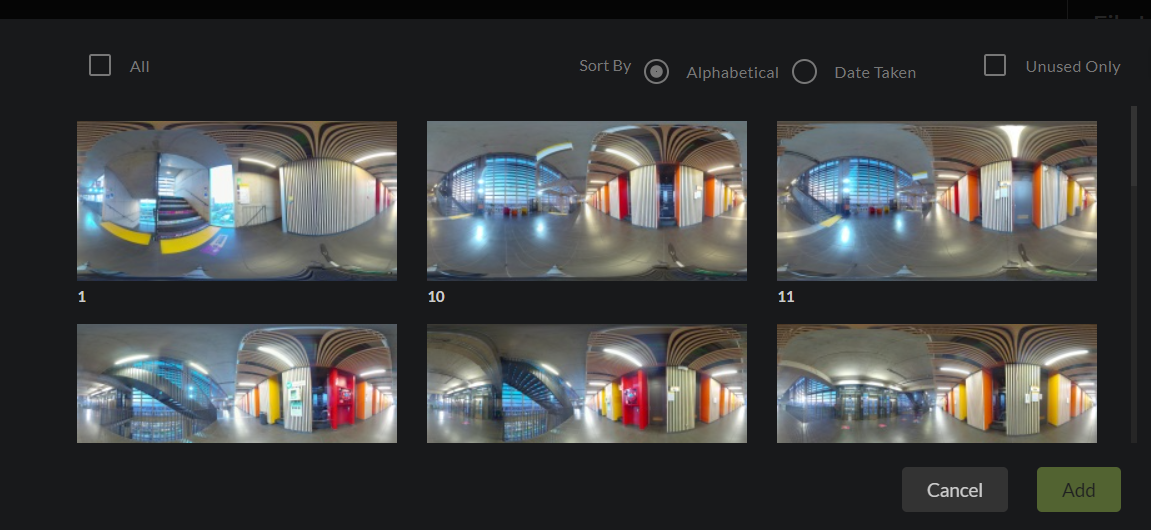 All
Sort By Alphabetical Date Taken
Unused Only
1
10
11
Cancel
Add